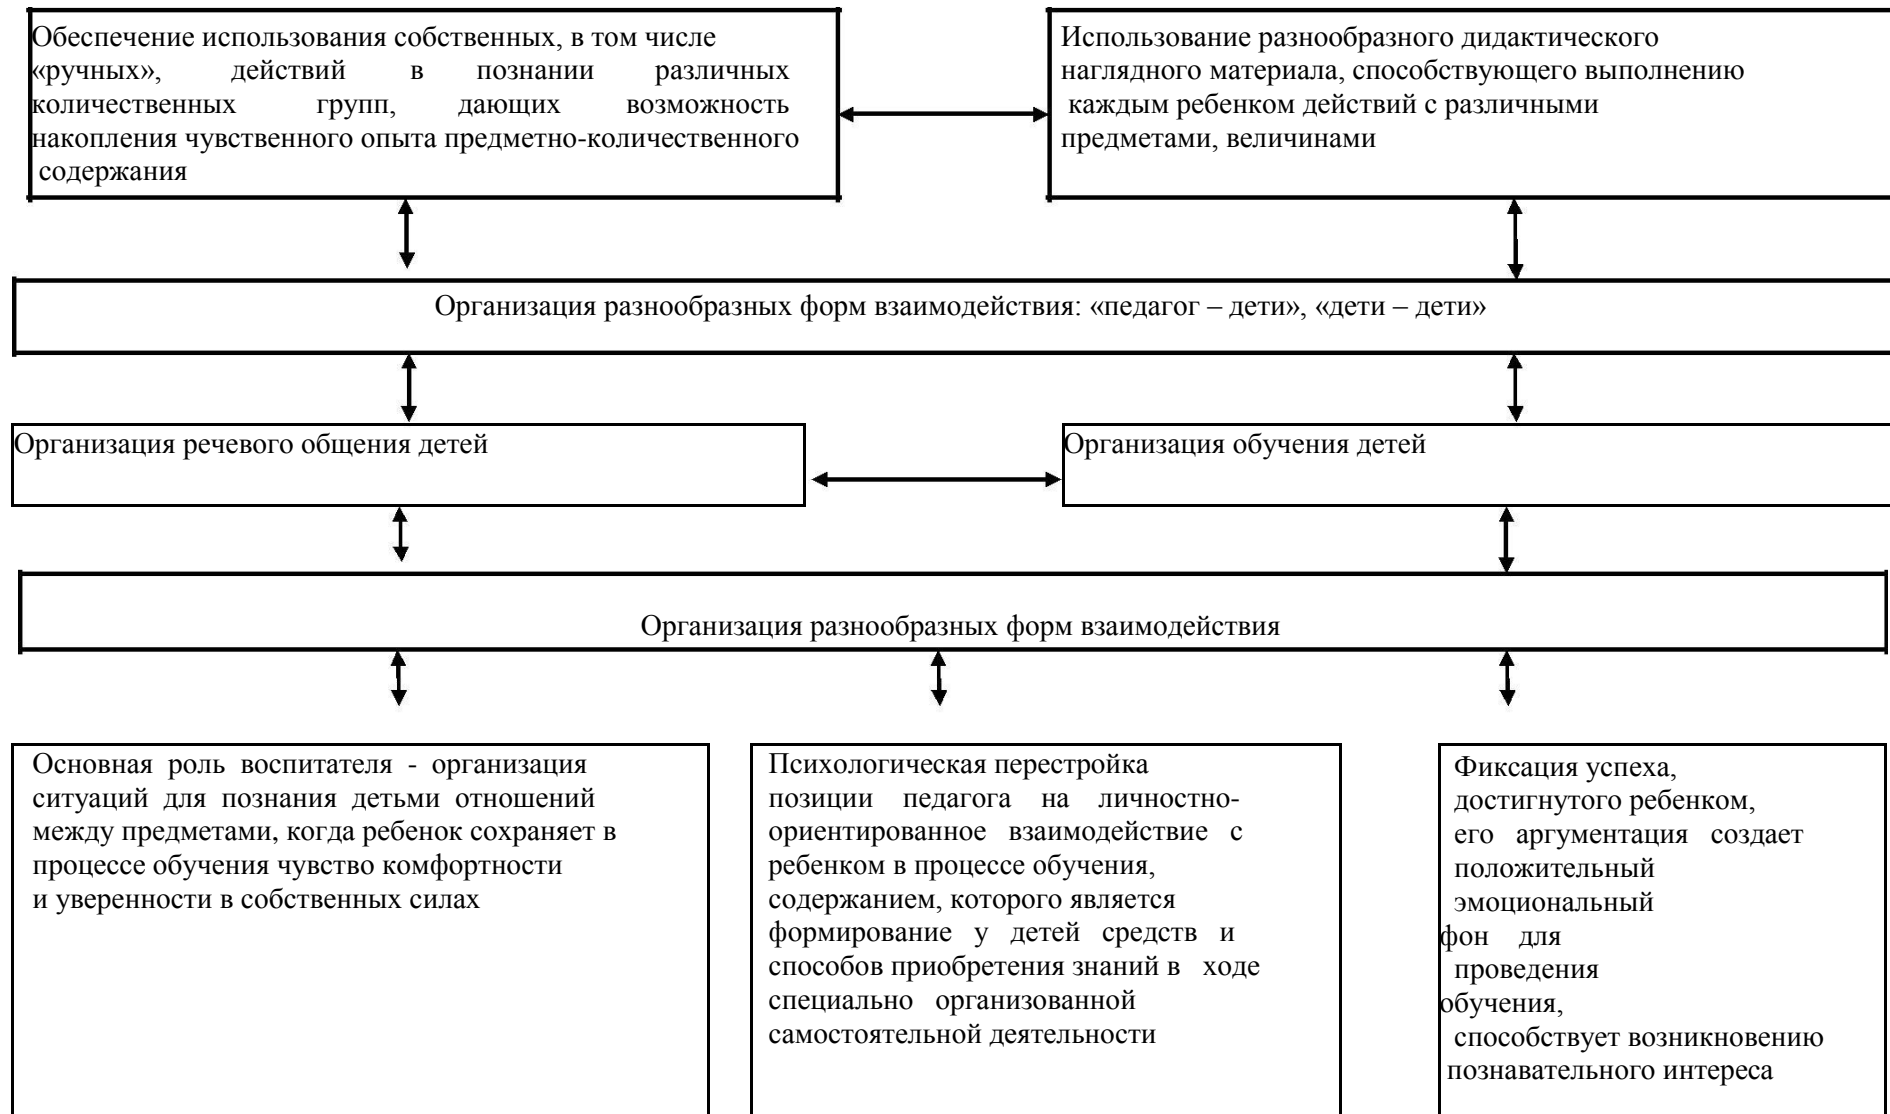 Обеспечение использования собственных, в том числе
«ручных», действий в познании различных
количественных групп, дающих возможность
накопления чувственного опыта предметно-количественного
содержания
Использование разнообразного дидактического
наглядного материала, способствующего выполнению
каждым ребенком действий с различными
предметами, величинами
Организация разнообразных форм взаимодействия: «педагог – дети», «дети – дети»
Организация речевого общения детей
Организация обучения детей
Организация разнообразных форм взаимодействия
Основная роль воспитателя - организация
ситуаций для познания детьми отношений
между предметами, когда ребенок сохраняет в
процессе обучения чувство комфортности
и уверенности в собственных силах
Психологическая перестройка
позиции педагога на личностно-
ориентированное взаимодействие с
ребенком в процессе обучения,
содержанием, которого является
формирование у детей средств и
способов приобретения знаний в ходе
специально организованной
самостоятельной деятельности
Фиксация успеха,
достигнутого ребенком,
его аргументация создает
положительный
эмоциональный
фон для
проведения
обучения,
способствует возникновению
познавательного интереса